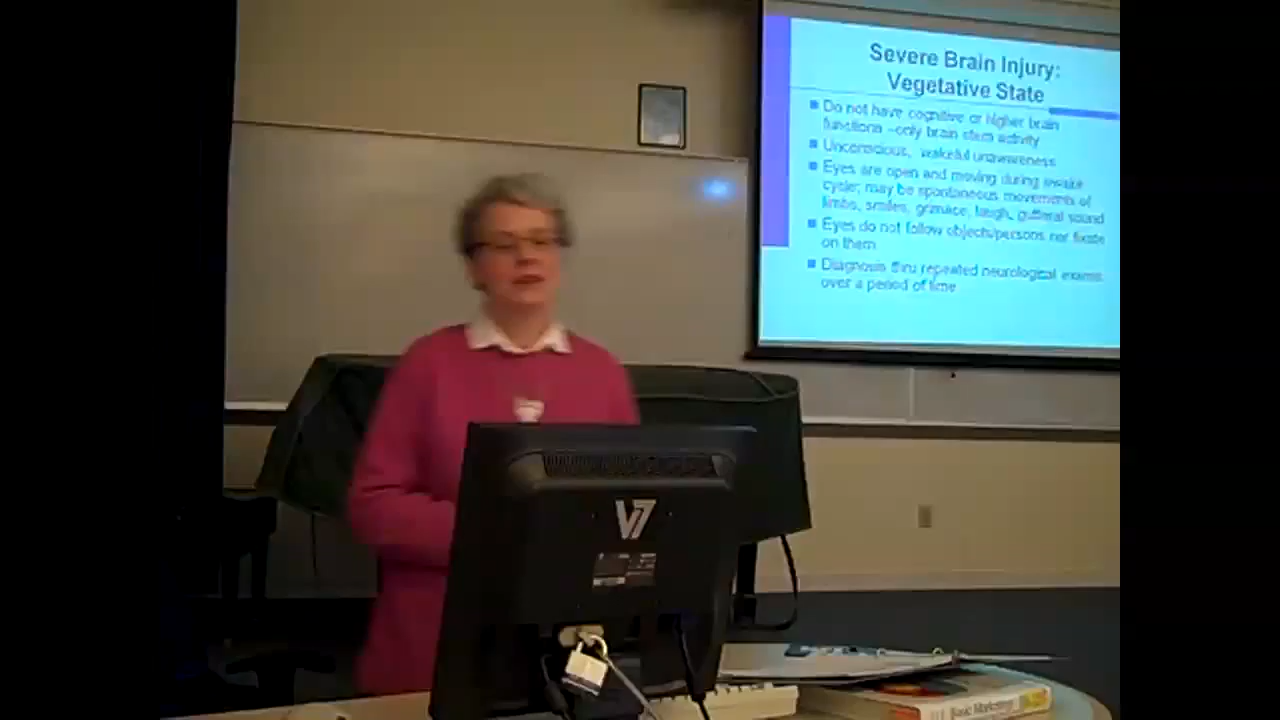 Severe Brain Injury:
Vegetative State
Do not have cognitive or higher brain
functions –only brain stem activity
Unconscious, wakeful unawareness
Eyes are open and moving during awake
cycle; may be spontaneous movements of
limbs, smiles, grimace, laugh, gutteral sound
Eyes do not follow objects/persons nor fixate
on them
Diagnosis thru repeated neurological exams
over a period of time
V7
Basic Marketing